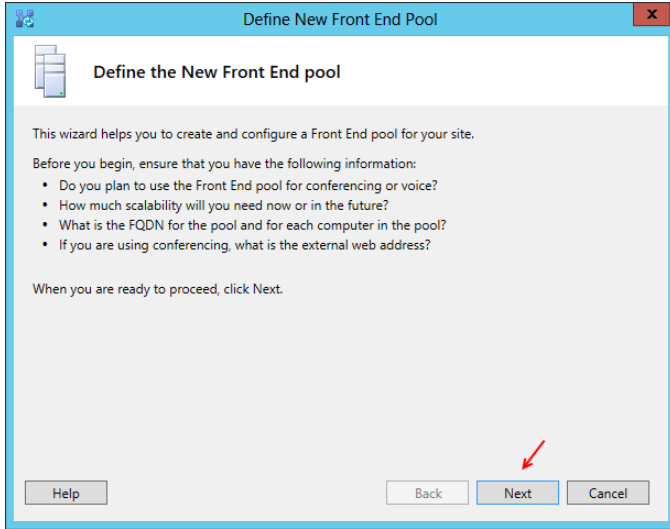 Define New Front End Pool
x
Define the New Front End pool
This wizard helps you to create and configure a Front End pool for your site.
Before you begin, ensure that you have the following information:
• Do you plan to use the Front End pool for conferencing or voice?
• How much scalability will you need now or in the future?
• What is the FQDN for the pool and for each computer in the pool?
• If you are using conferencing, what is the external web address?
When you are ready to proceed, click Next.
Help Back Next Cancel